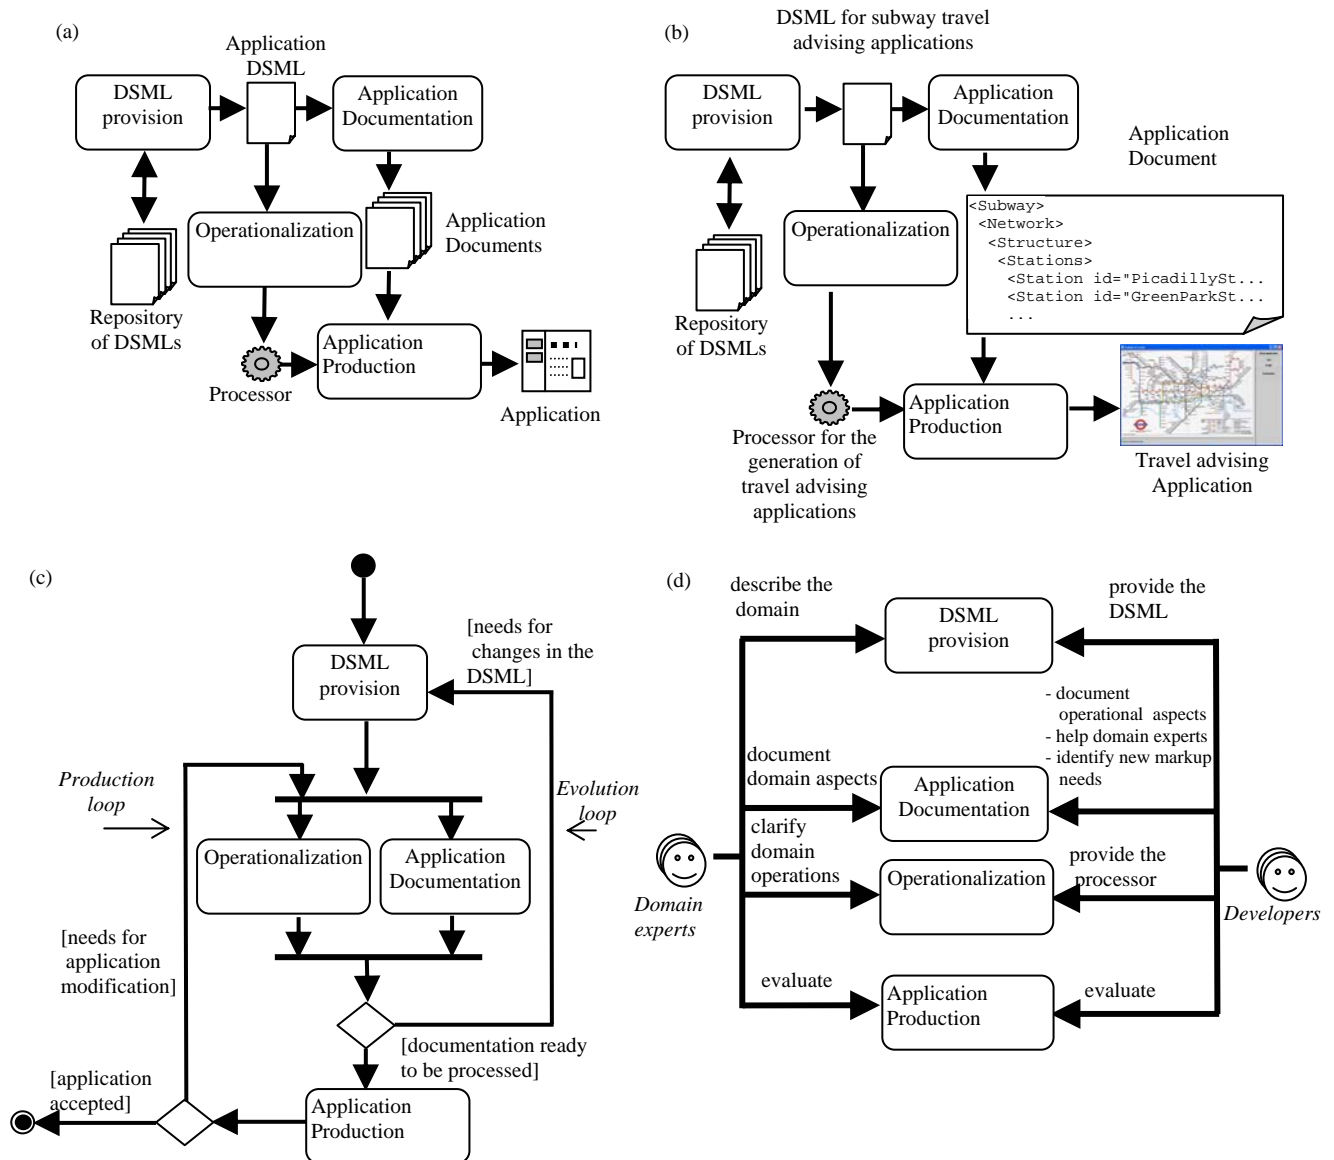 (a)
Application
DSML
DSML
provision
Application
Documentation
Operationalization
Application
Documents
Repository
of DSMLs
Processor
Application
Production
Application
(b)
DSML for subway travel
advising applications
DSML
provision
Application
Documentation
Application
Document
Operationalization
<Subway>
<Network>
<Structure>
<Stations>
<Station id="PicadillySt...
<Station id="GreenParkSt...
...
Repository
of DSMLs
Processor for the
generation of
travel advising
applications
Application
Production
Travel advising
Application
(c)
[needs for
changes in the
DSML]
DSML
provision
Production
loop
Evolution
loop
Operationalization
Application
Documentation
[needs for
application
modification]
[documentation ready
to be processed]
[application
accepted]
Application
Production
(d)
describe the
domain
DSML
provision
provide the
DSML
- document
operational aspects
- help domain experts
- identify new markup
needs
document
domain aspects
Application
Documentation
clarify
domain
operations
Operationalization
provide the
processor
Domain
experts
Developers
evaluate
Application
Production
evaluate